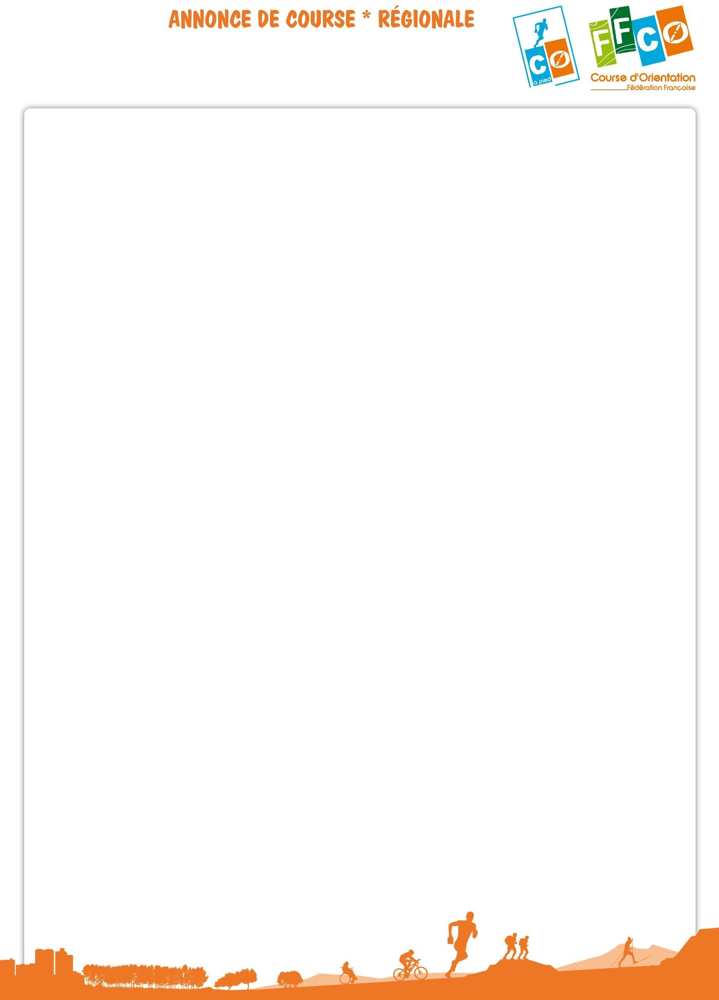 ANNONCE DE COURSE * RÉGIONALE
CO
à pied
FFCO
Course d'Orientation
Fédération Française